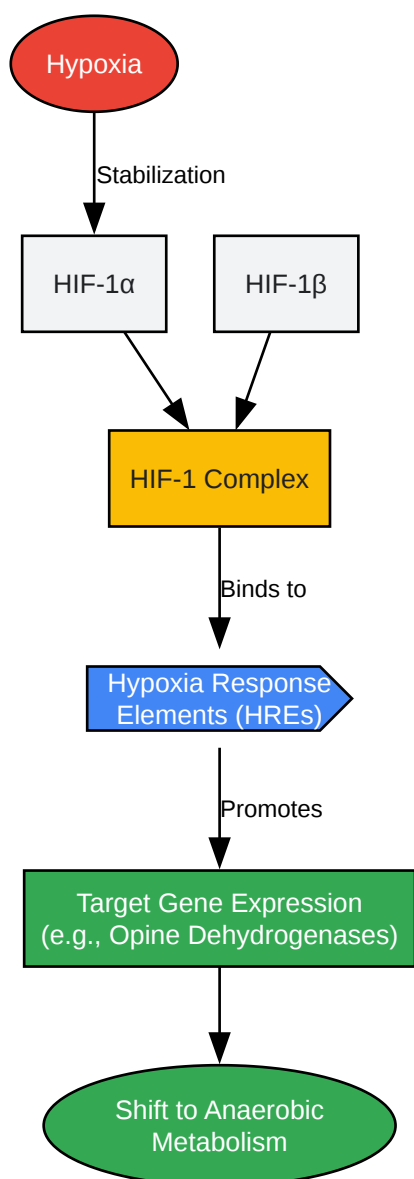 Hypoxia
Stabilization
HIF-1α
HIF-1β
HIF-1 Complex
Binds to
Hypoxia Response
Elements (HREs)
Promotes
Target Gene Expression
(e.g., Opine Dehydrogenases)
Shift to Anaerobic
Metabolism